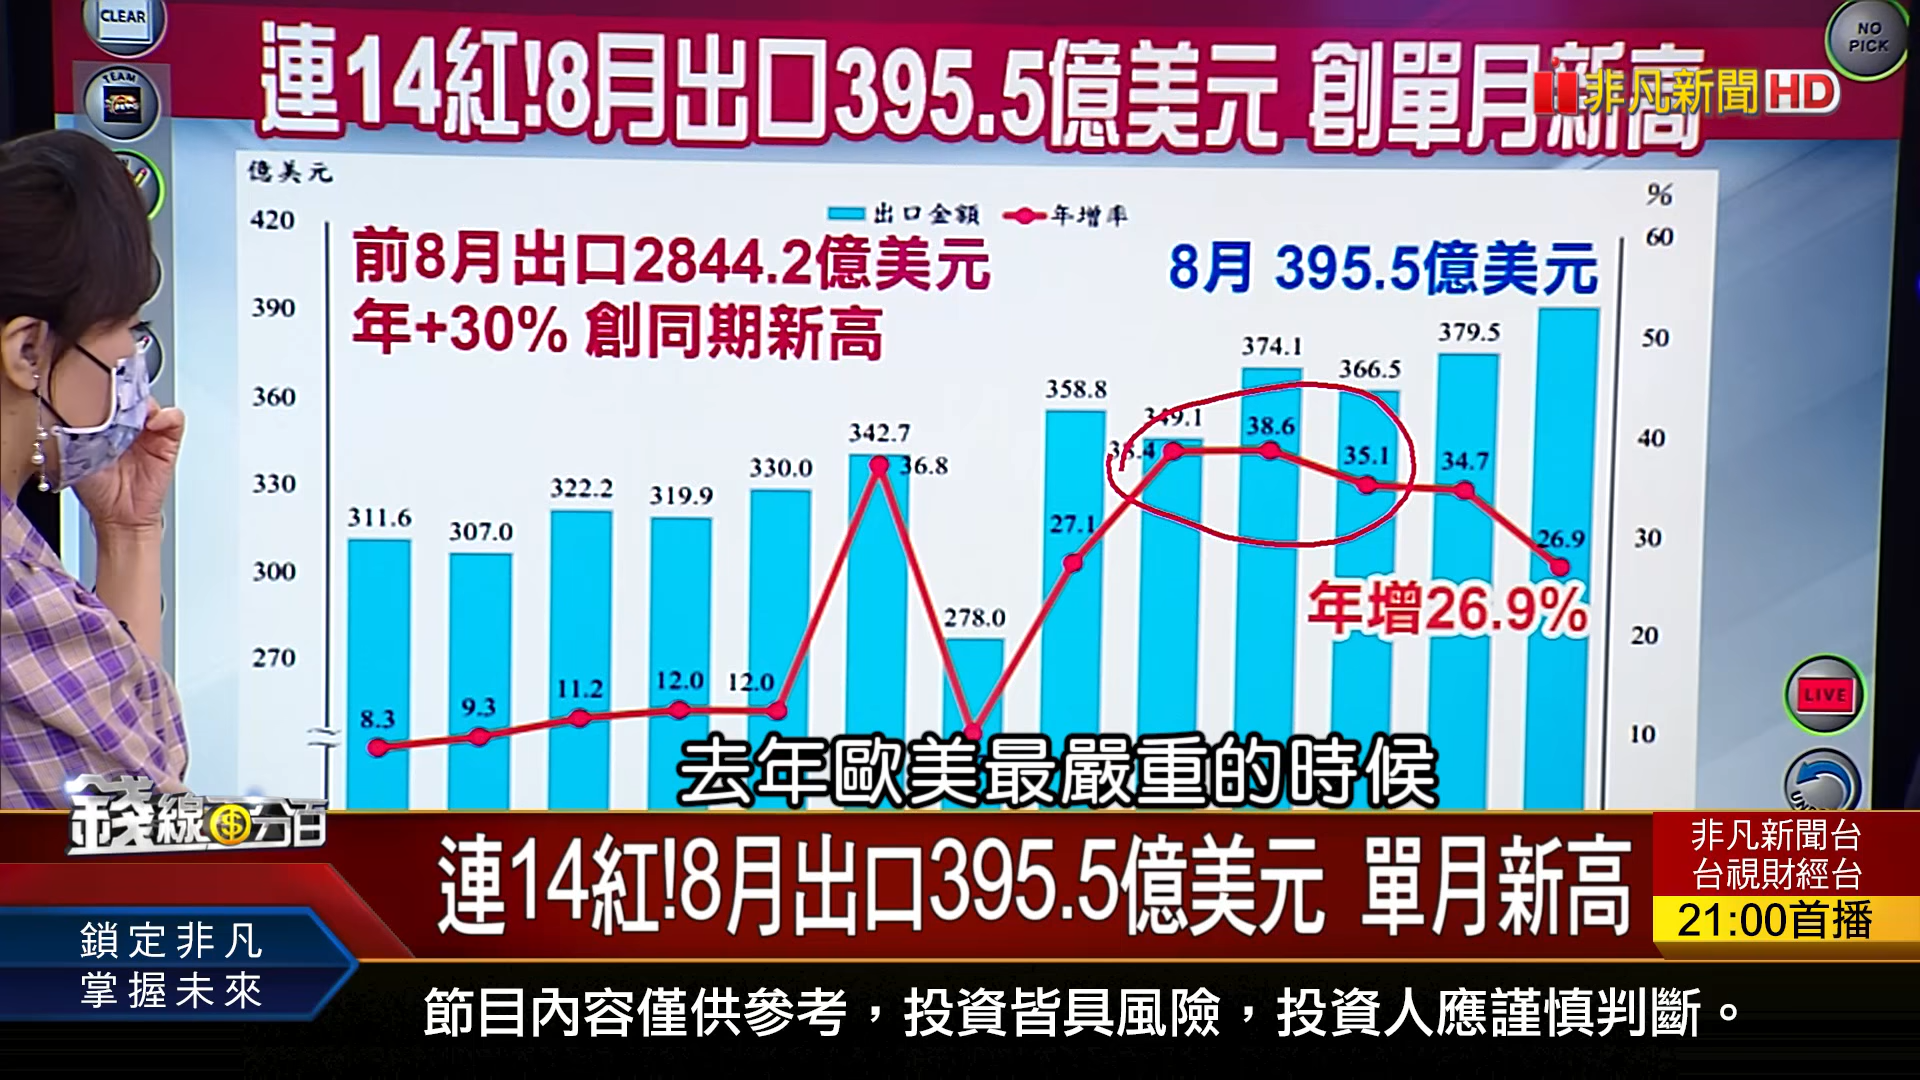 CLEAR
TEAM
NO
PICK
連14紅!8月出口395.5億美元 創單月新高
非凡新聞HD
億美元
%
出口金額
年增率
前8月出口2844.2億美元
年+30% 創同期新高
8月 395.5億美元
420
390
360
330
300
270
60
50
40
30
20
10
311.6
307.0
322.2
319.9
330.0
342.7
278.0
358.8
349.1
374.1
366.5
379.5
8.3
9.3
11.2
12.0
12.0
36.8
27.1
38.6
35.1
34.7
26.9
年增26.9%
LIVE
去年歐美最嚴重的時候
錢線百分百
連14紅!8月出口395.5億美元 單月新高
非凡新聞台
台視財經台
21:00首播
鎖定非凡
掌握未來
節目內容僅供參考，投資皆具風險，投資人應謹慎判斷。